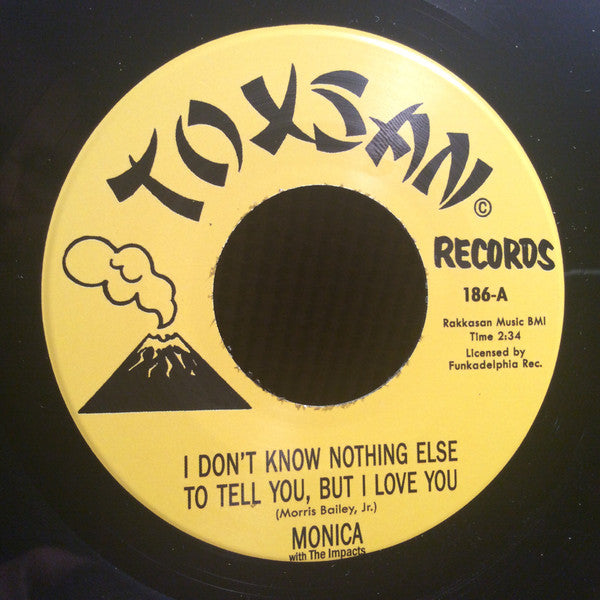 TOXSAN
©
RECORDS
186-A
Rakkasan Music BMI
Time 2:34
Licensed by
Funkadelphia Rec.
I DON'T KNOW NOTHING ELSE
TO TELL YOU, BUT I LOVE YOU
(Morris Bailey, Jr.)
MONICA
with The Impacts